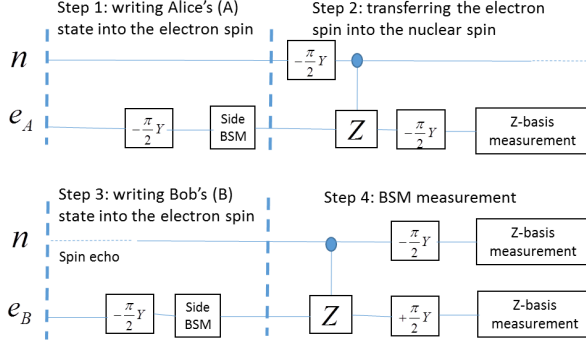 Step 1: writing Alice's (A)
state into the electron spin
Step 2: transferring the electron
spin into the nuclear spin
n
-π/2 Y
e_A
-π/2 Y
Side
BSM
Z
-π/2 Y
Z-basis
measurement
Step 3: writing Bob's (B)
state into the electron spin
Step 4: BSM measurement
n
Spin echo
-π/2 Y
Z-basis
measurement
e_B
-π/2 Y
Side
BSM
Z
+π/2 Y
Z-basis
measurement